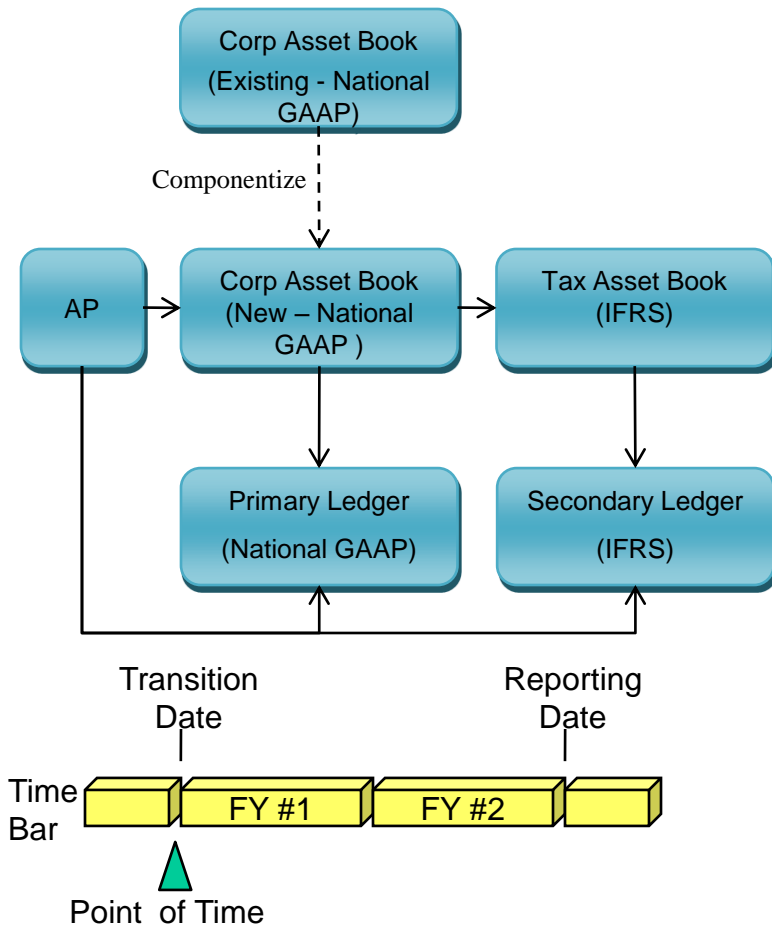 Corp Asset Book
(Existing - National
GAAP)
Componentize
AP
Corp Asset Book
(New – National
GAAP )
Tax Asset Book
(IFRS)
Primary Ledger
(National GAAP)
Secondary Ledger
(IFRS)
Transition
Date
Reporting
Date
Time
Bar
FY #1
FY #2
Point of Time